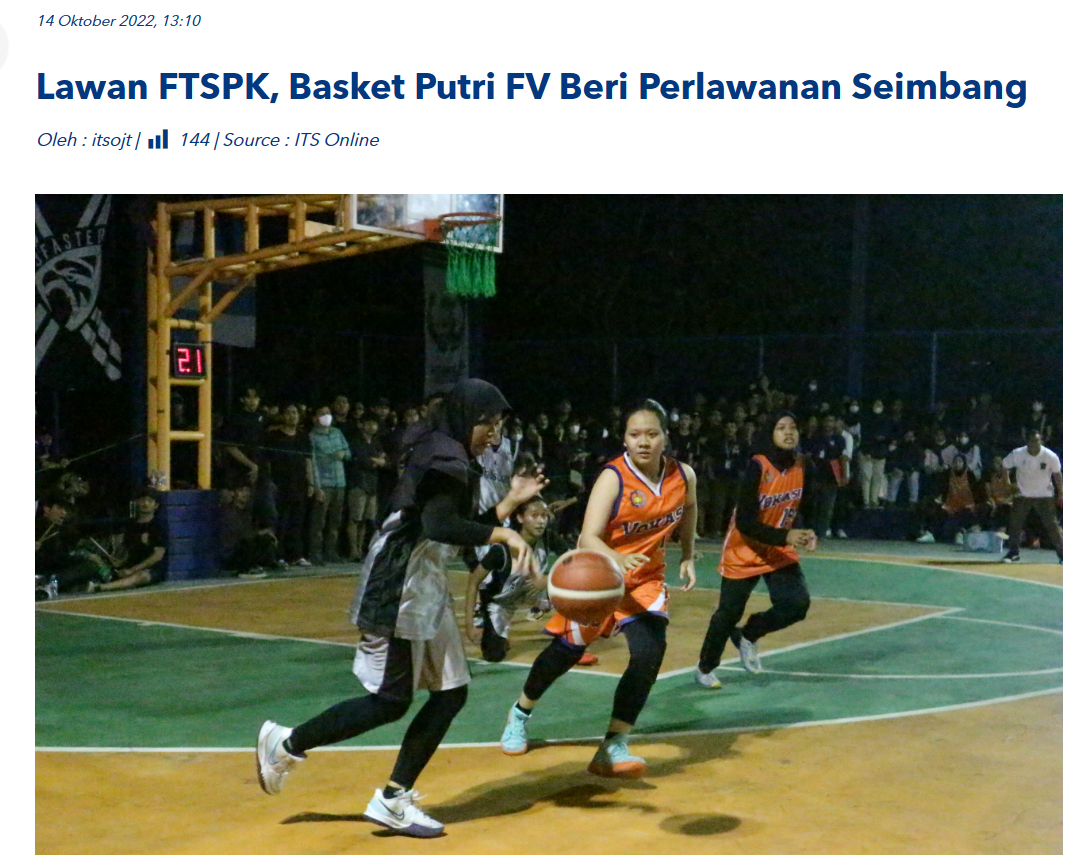 14 Oktober 2022, 13:10
Lawan FTSPK, Basket Putri FV Beri Perlawanan Seimbang
Oleh : itsojt | 144 | Source : ITS Online
21
VOKASI
VOKASI